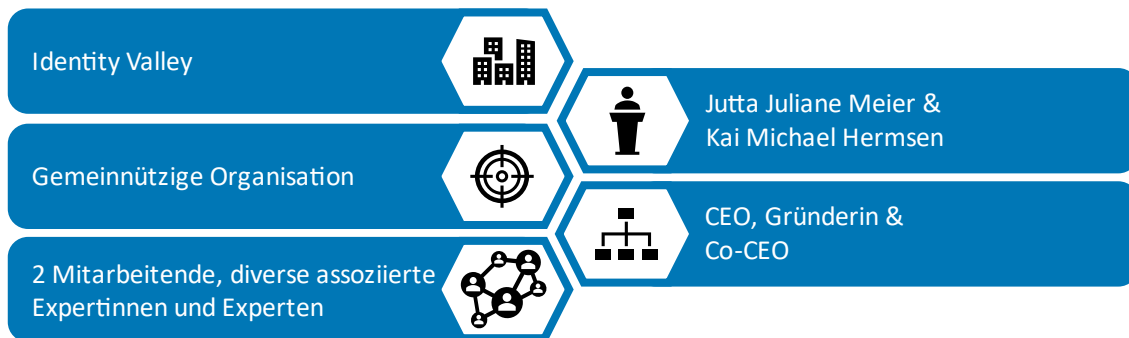 Identity Valley
Jutta Juliane Meier &
Kai Michael Hermsen
Gemeinnützige Organisation
CEO, Gründerin &
Co-CEO
2 Mitarbeitende, diverse assoziierte
Expertinnen und Experten